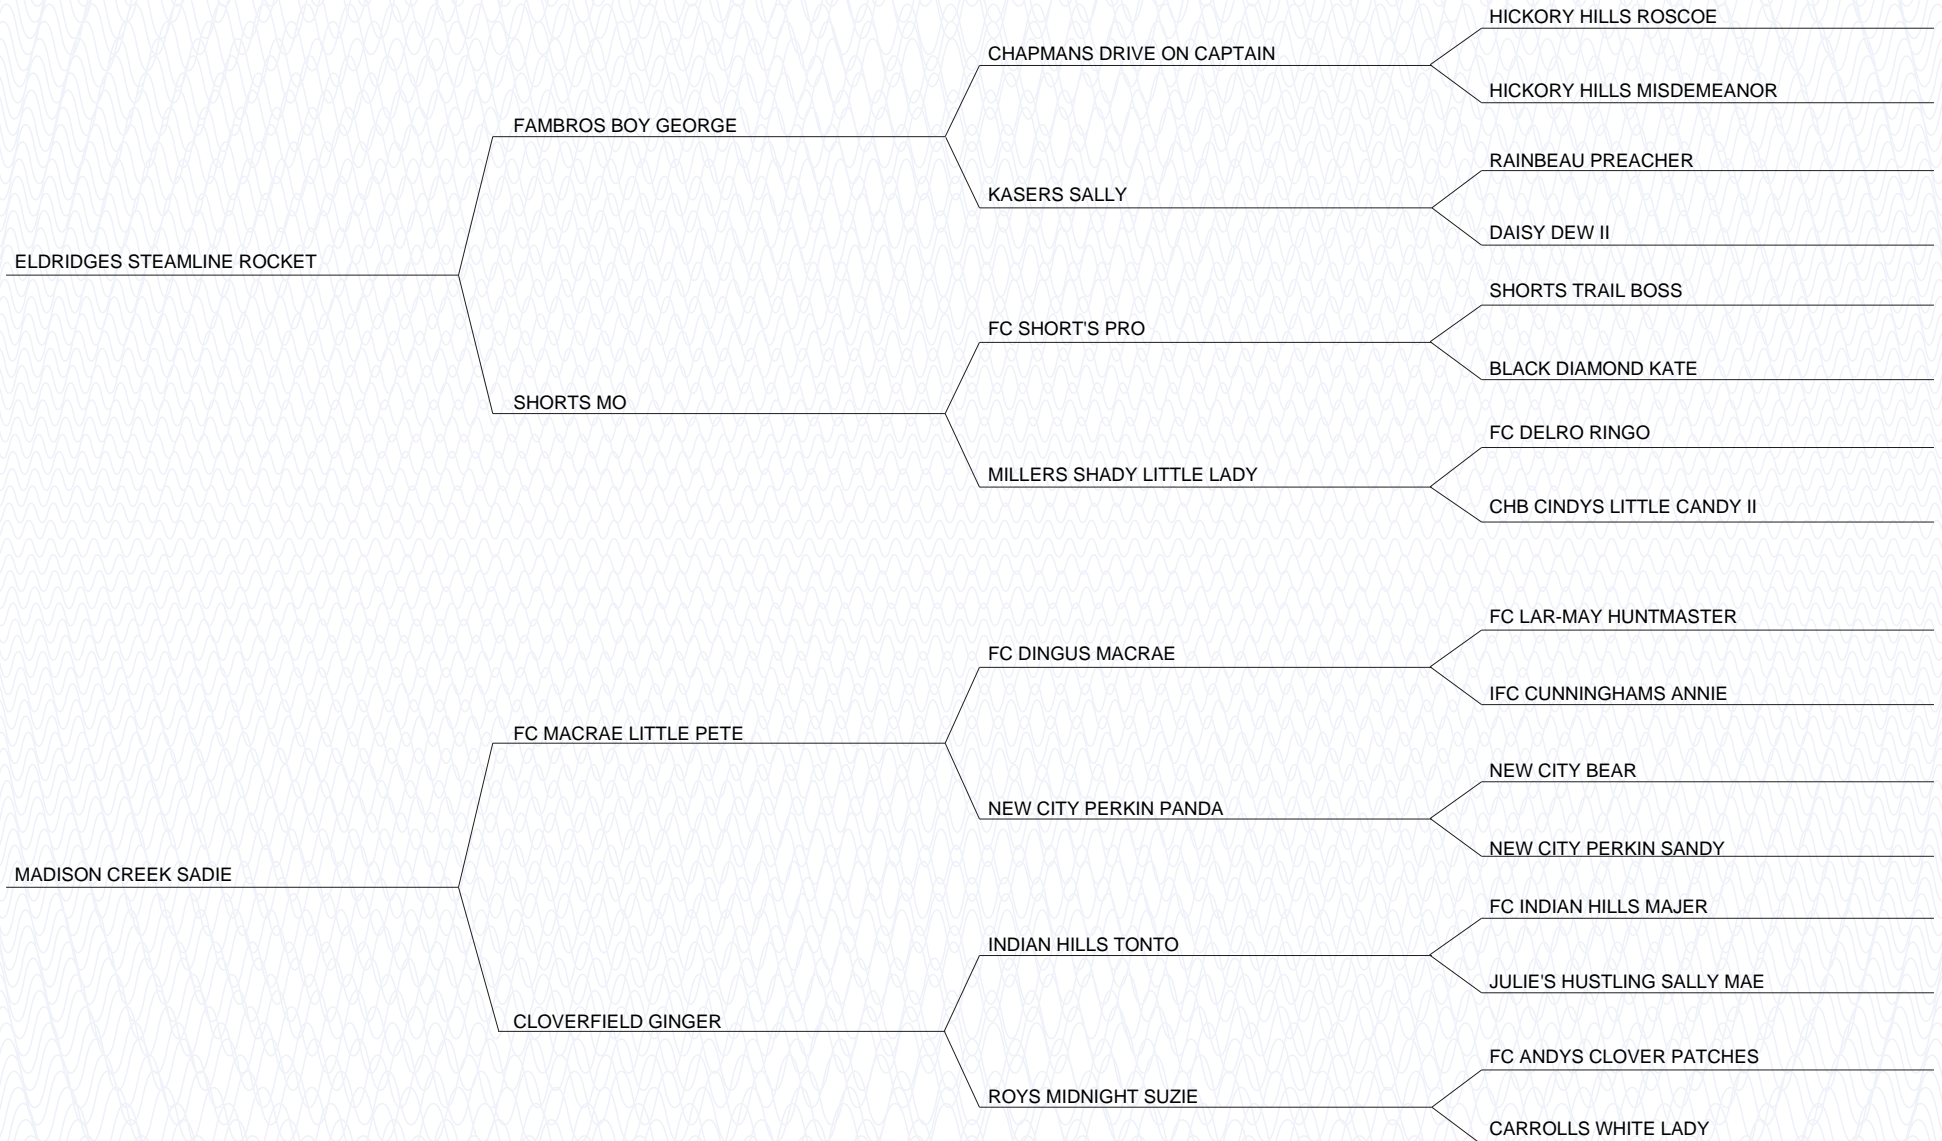 HICKORY HILLS ROSCOE
CHAPMANS DRIVE ON CAPTAIN
HICKORY HILLS MISDEMEANOR
FAMBROS BOY GEORGE
RAINBEAU PREACHER
KASERS SALLY
DAISY DEW II
ELDRIDGES STEAMLINE ROCKET
SHORTS TRAIL BOSS
FC SHORT'S PRO
BLACK DIAMOND KATE
SHORTS MO
FC DELRO RINGO
MILLERS SHADY LITTLE LADY
CHB CINDYS LITTLE CANDY II
FC LAR-MAY HUNTMASTER
FC DINGUS MACRAE
IFC CUNNINGHAMS ANNIE
FC MACRAE LITTLE PETE
NEW CITY BEAR
NEW CITY PERKIN PANDA
NEW CITY PERKIN SANDY
MADISON CREEK SADIE
FC INDIAN HILLS MAJER
INDIAN HILLS TONTO
JULIE'S HUSTLING SALLY MAE
CLOVERFIELD GINGER
FC ANDYS CLOVER PATCHES
ROYS MIDNIGHT SUZIE
CARROLLS WHITE LADY